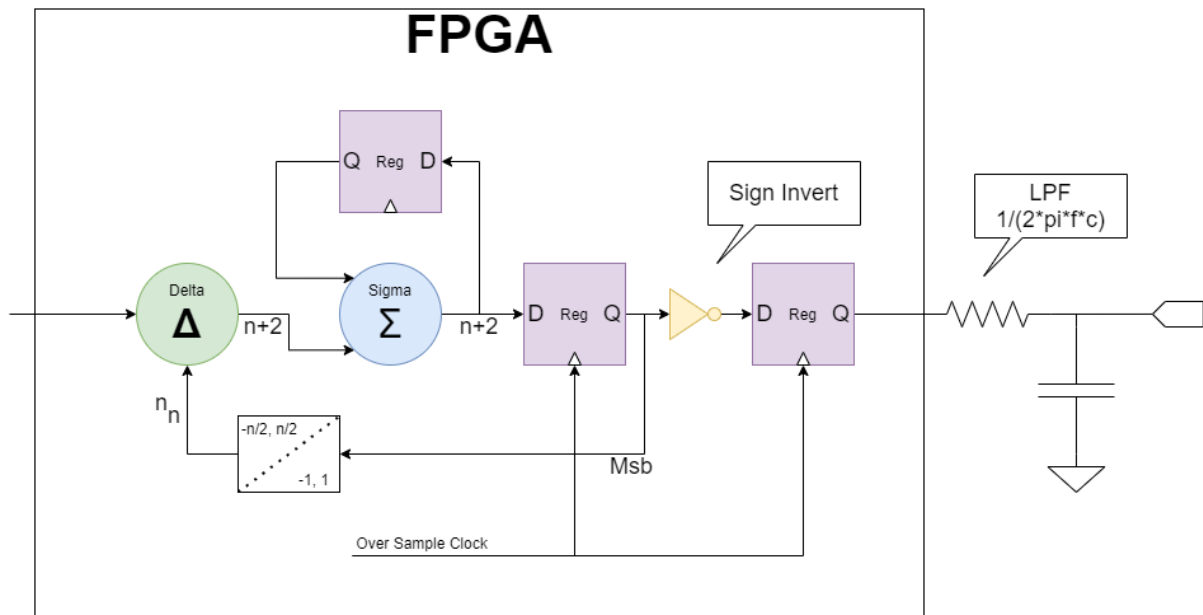 FPGA
Q Reg D
Sign Invert
LPF
1/(2*pi*f*c)
Delta
Δ
n+2
Sigma
Σ
n+2
D Reg Q
D Reg Q
n
n
-n/2, n/2
-1, 1
Msb
Over Sample Clock